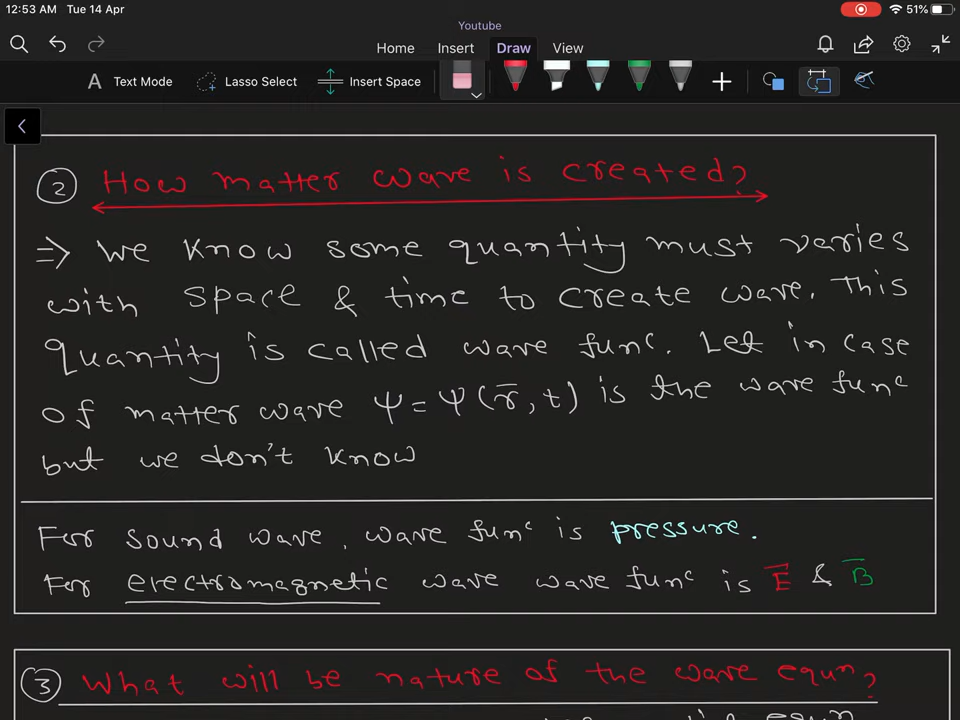 12:53 AM Tue 14 Apr
51%
Youtube
Home Insert Draw View
A Text Mode Lasso Select Insert Space
② How matter wave is created?
⇒ We know some quantity must varies
with space & time to create wave. This
quantity is called wave funᶜ. Let in case
of matter wave ψ = ψ(r̄, t) is the wave funᶜ
but we don't know
For sound wave, wave funᶜ is pressure.
For electromagnetic wave wave funᶜ is E̅ & B̅
③ What will be nature of the wave equn?
equn